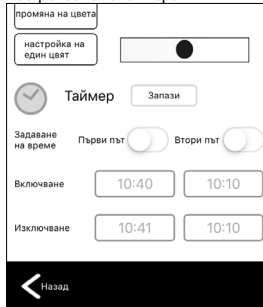 промяна на цвета
настройка на
един цвят
Таймер Запази
Задаване
на време Първи път Втори път
Включване 10:40 10:10
Изключване 10:41 10:10
Назад